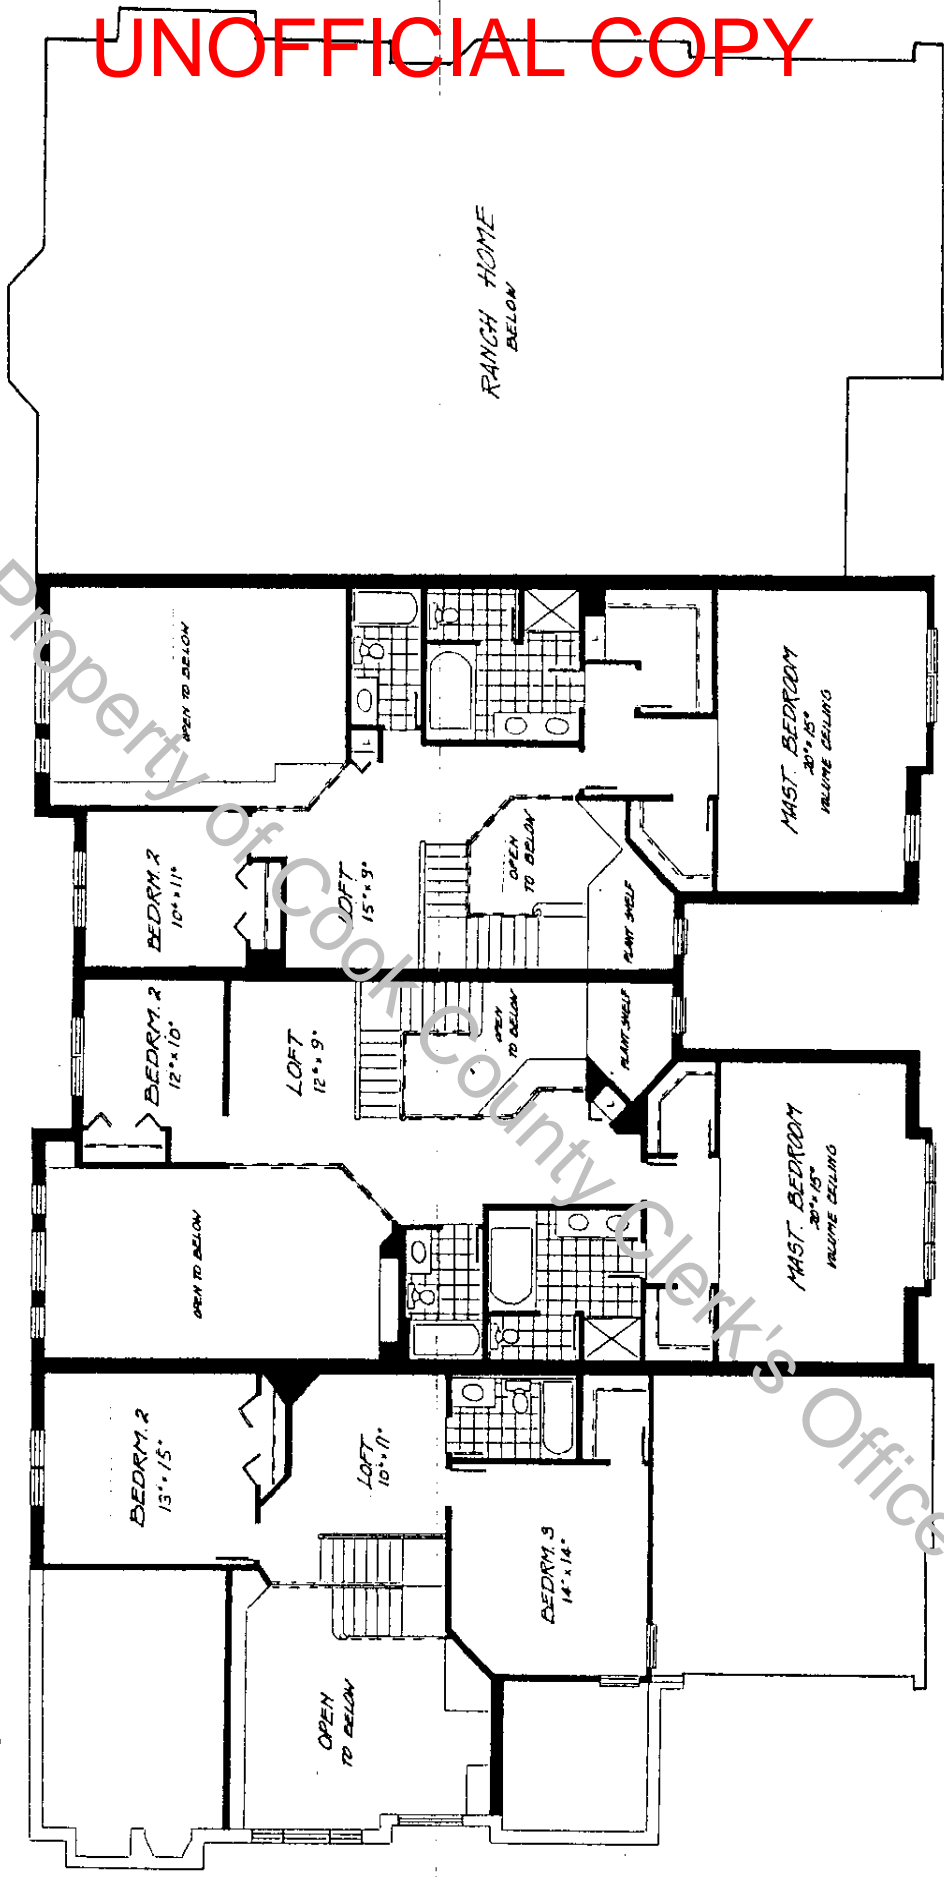 UNOFFICIAL COPY
RANCH HOME
BELOW
OPEN TO BELOW
MAST. BEDROOM
20° x 15°
VOLUME CEILING
BEDRM. 2
10° x 11°
LOFT
15° x 9°
OPEN
TO BELOW
PLANT SHELF
BEDRM. 2
12° x 10°
LOFT
12° x 9°
OPEN
TO BELOW
PLANT SHELF
MAST. BEDROOM
20° x 15°
VOLUME CEILING
OPEN TO BELOW
BEDRM. 2
13° x 15°
LOFT
10° x 11°
BEDRM. 3
14° x 14°
OPEN
TO BELOW
Property of Cook County Clerk's Office